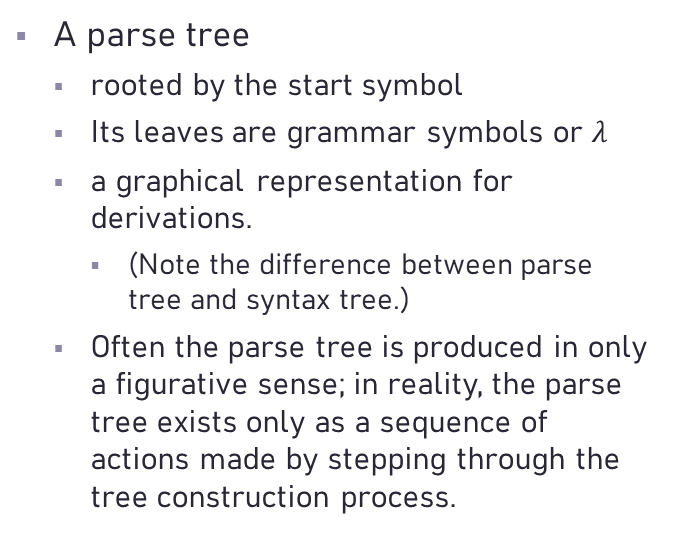 A parse tree
rooted by the start symbol
Its leaves are grammar symbols or λ
a graphical representation for
derivations.
(Note the difference between parse
tree and syntax tree.)
Often the parse tree is produced in only
a figurative sense; in reality, the parse
tree exists only as a sequence of
actions made by stepping through the
tree construction process.